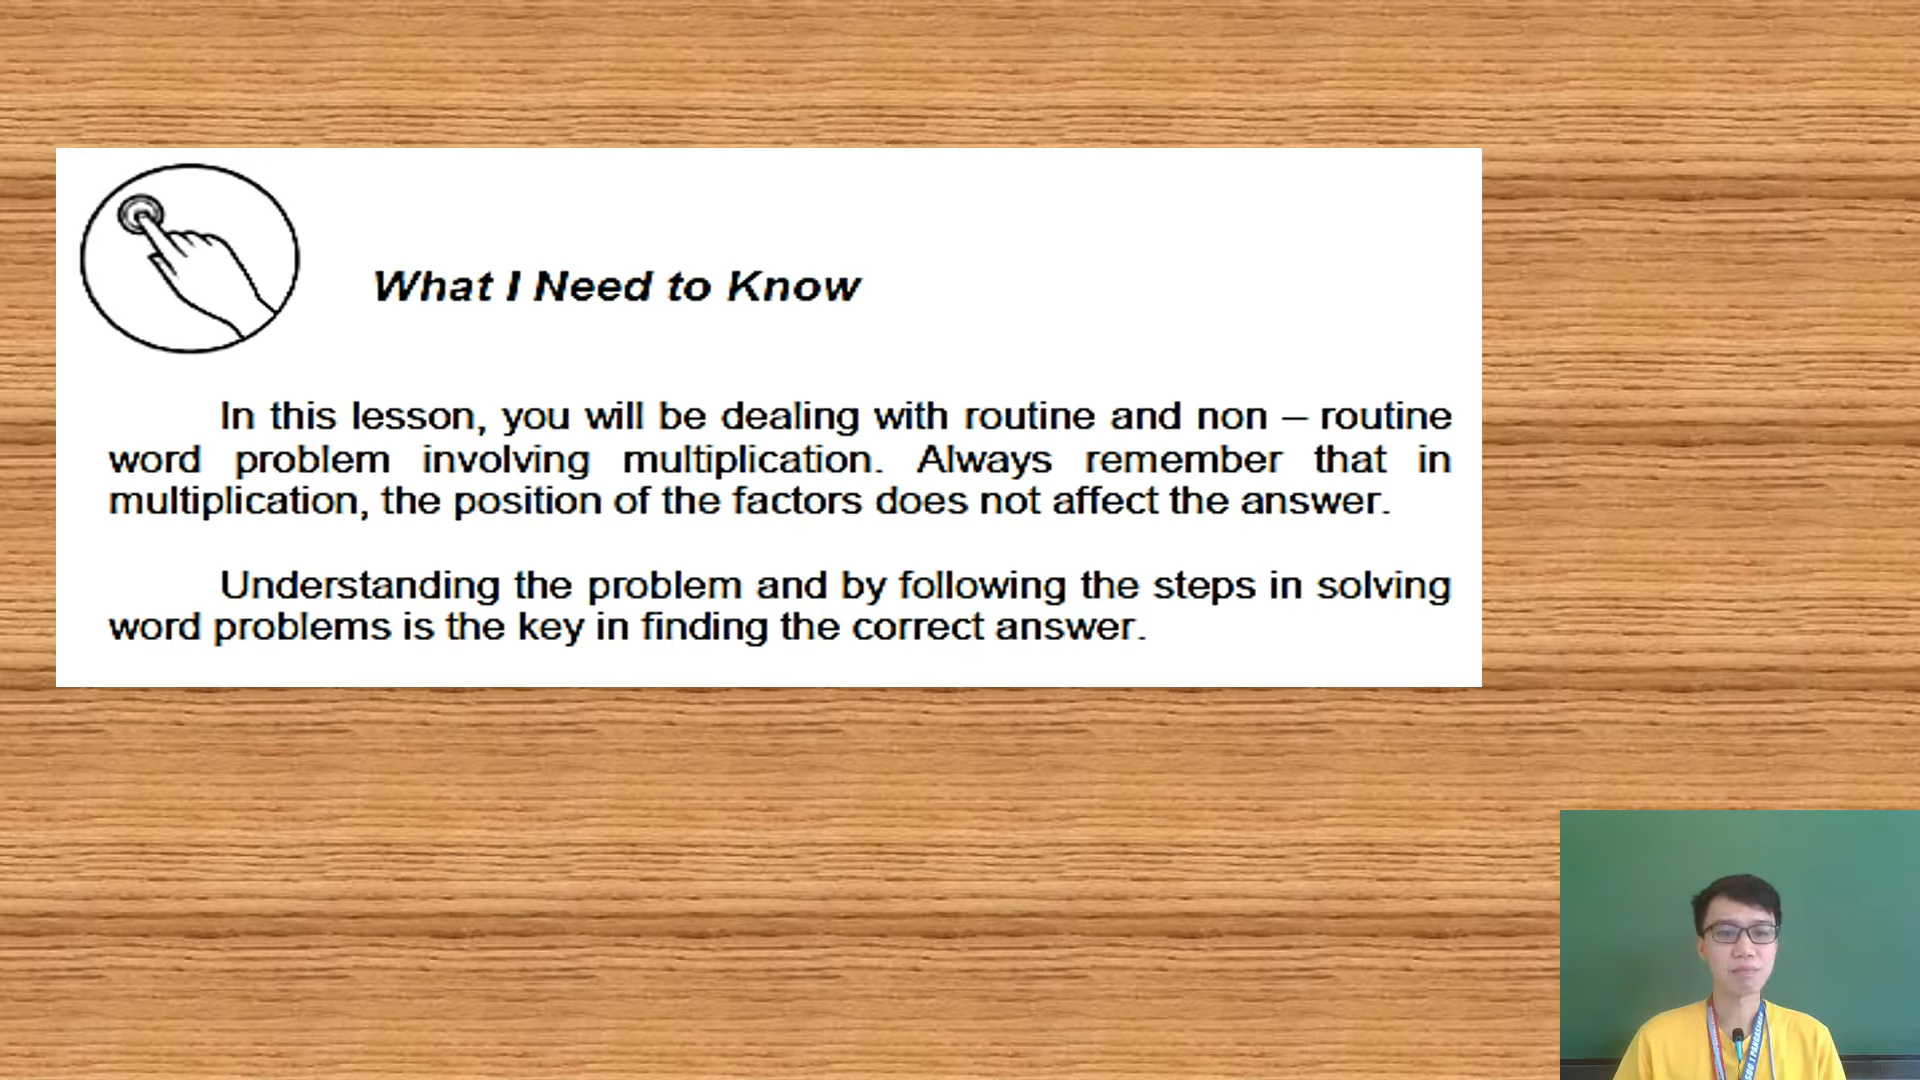 What I Need to Know
In this lesson, you will be dealing with routine and non – routine
word problem involving multiplication. Always remember that in
multiplication, the position of the factors does not affect the answer.
Understanding the problem and by following the steps in solving
word problems is the key in finding the correct answer.